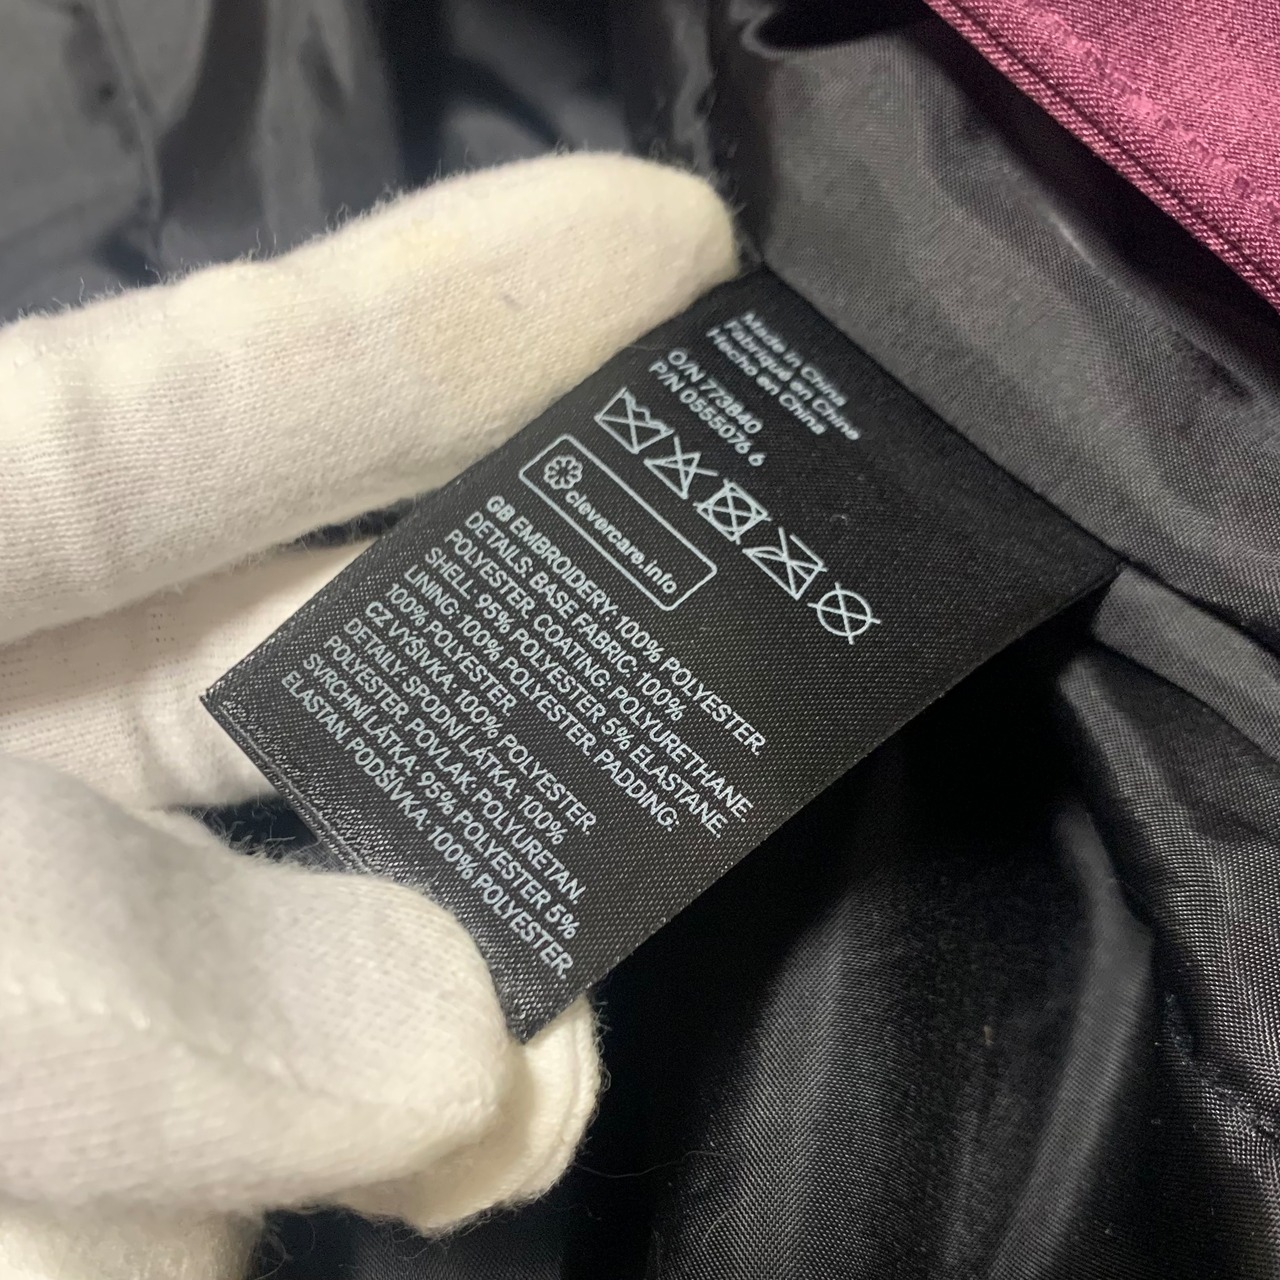 Made in China
Fabriqué en Chine
Hecho en China
O/N 773840
P/N 0555076 6
clevercare.info
GB EMBROIDERY: 100% POLYESTER.
DETAILS: BASE FABRIC: 100%
POLYESTER, COATING: POLYURETHANE.
SHELL: 95% POLYESTER 5% ELASTANE.
LINING: 100% POLYESTER. PADDING:
100% POLYESTER.
CZ VÝŠIVKA: 100% POLYESTER.
DETAILY: SPODNÍ LÁTKA: 100%
POLYESTER, POVLAK: POLYURETAN.
SVRCHNÍ LÁTKA: 95% POLYESTER 5%
ELASTAN PODŠÍVKA: 100% POLYESTER.